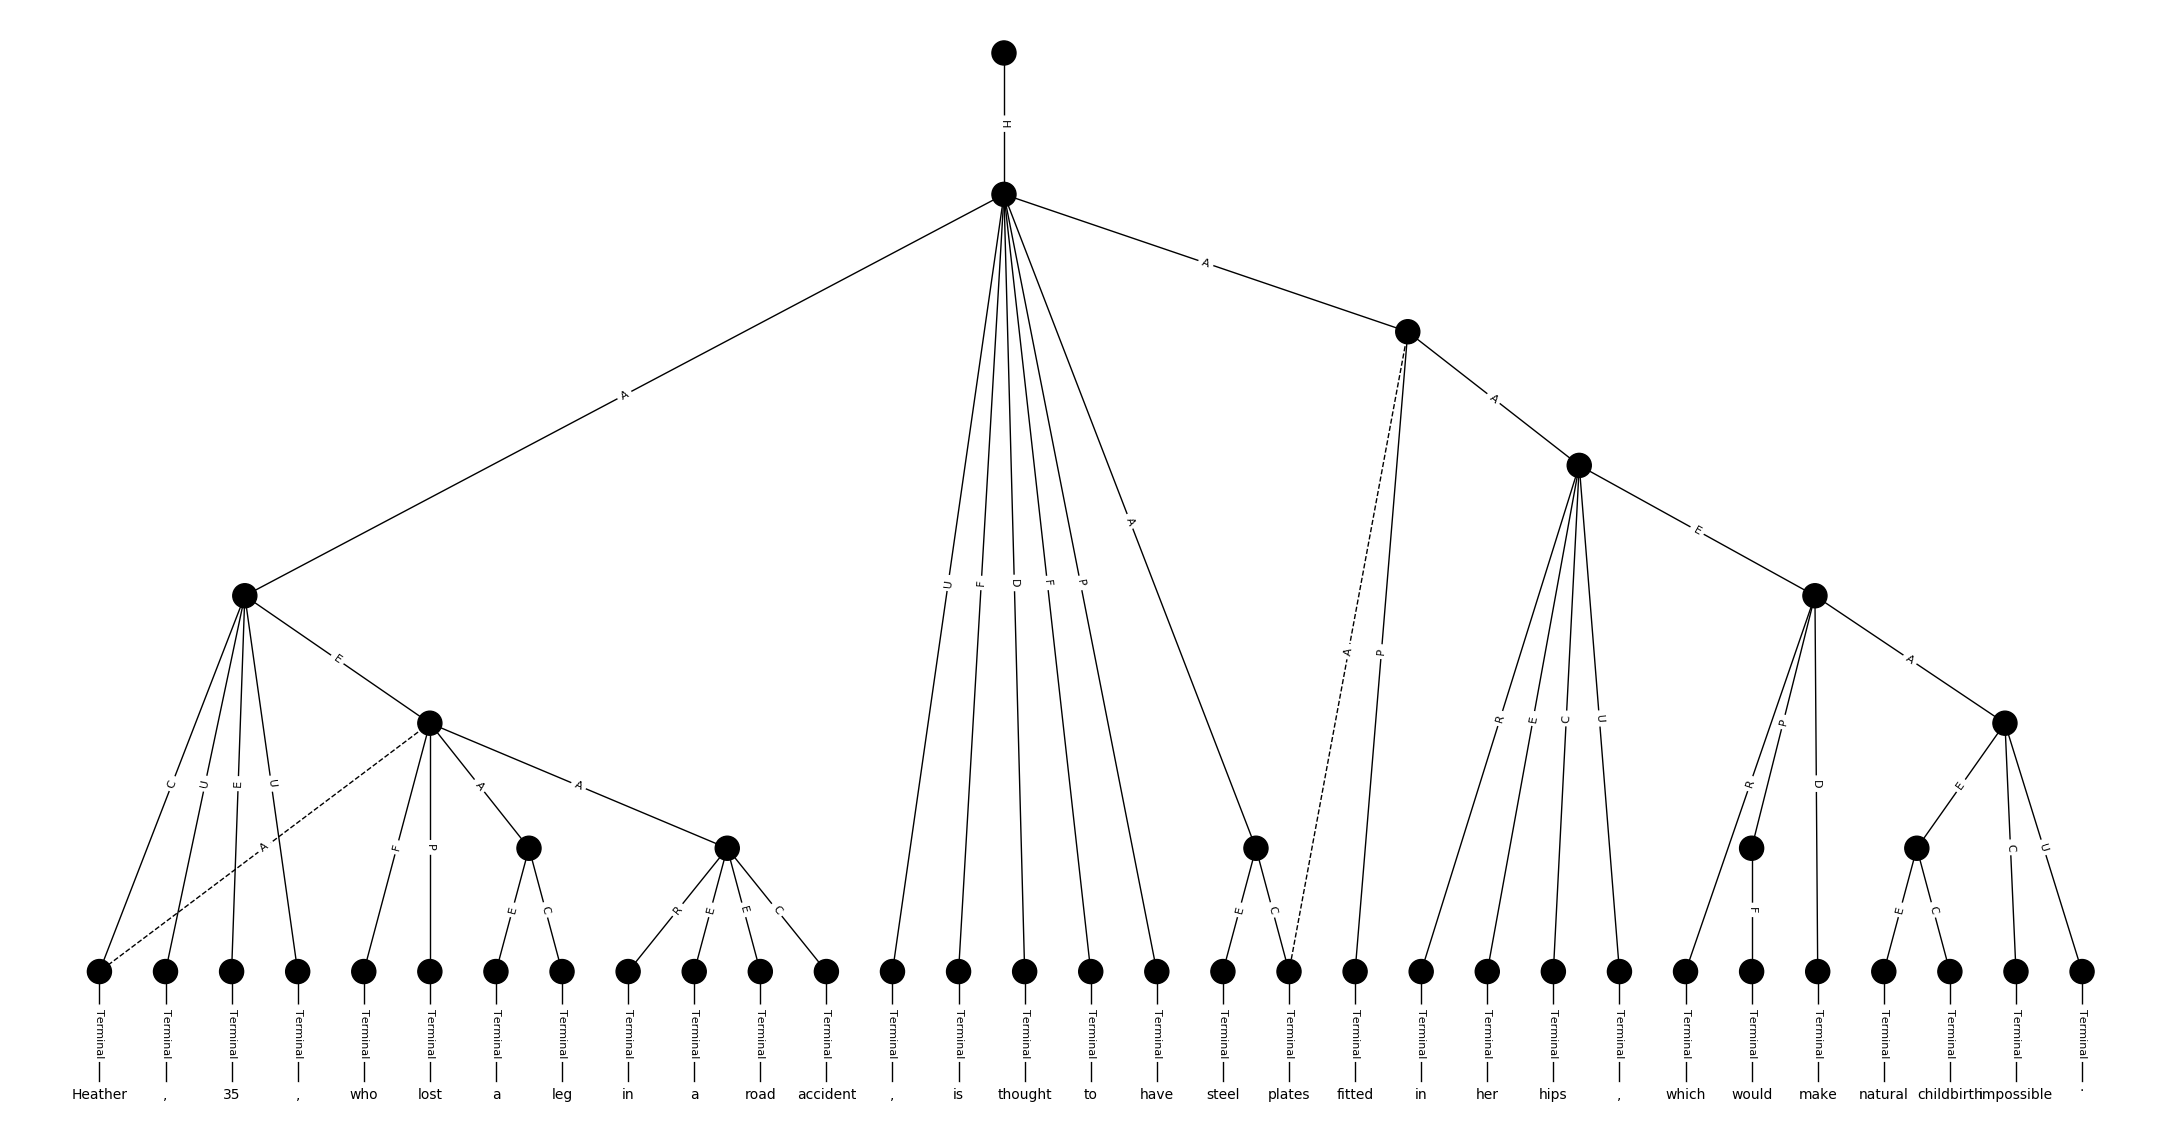 H
A
A
A
A
E
E
U
F
D
F
P
A
P
R
E
C
U
A
C
U
E
U
A
F
P
A
A
R
P
D
E
C
U
E
C
R
E
E
C
E
C
F
E
C
Terminal Terminal Terminal Terminal Terminal Terminal Terminal Terminal Terminal Terminal Terminal Terminal Terminal Terminal Terminal Terminal Terminal Terminal Terminal Terminal Terminal Terminal Terminal Terminal Terminal Terminal Terminal Terminal Terminal Terminal Terminal
Heather , 35 , who lost a leg in a road accident , is thought to have steel plates fitted in her hips , which would make natural childbirth impossible .